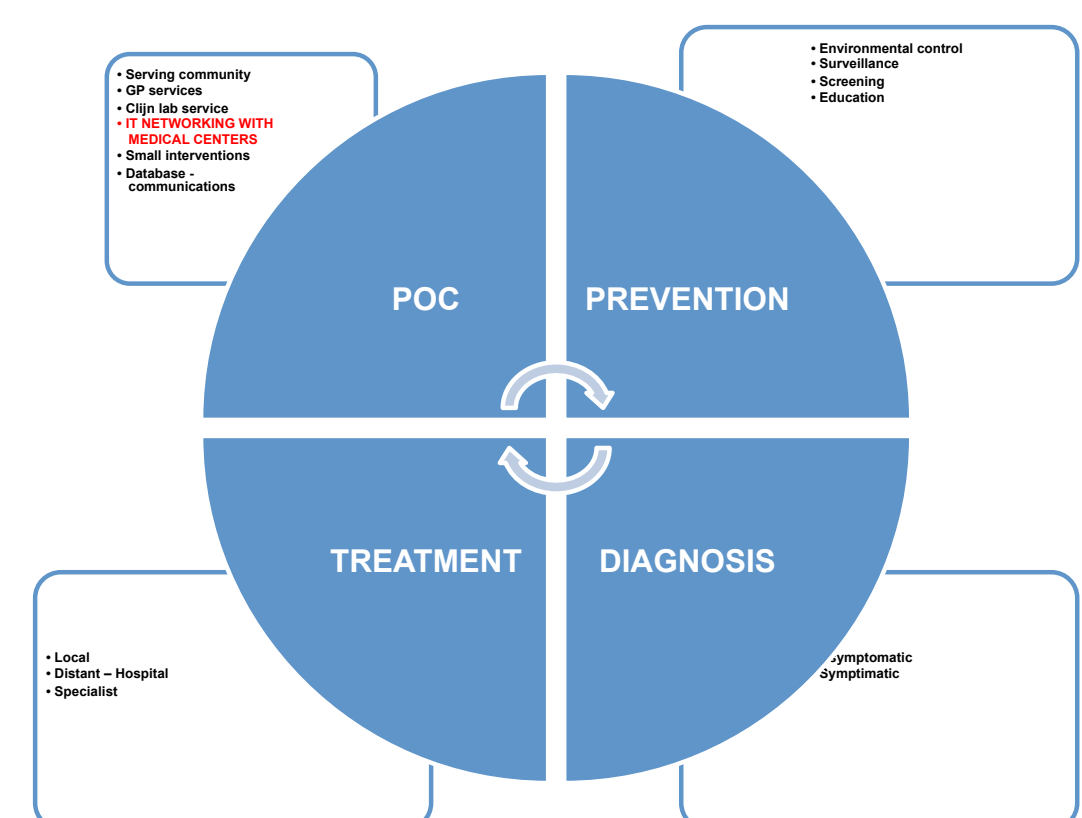 • Serving community
• GP services
• Clijn lab service
• IT NETWORKING WITH
MEDICAL CENTERS
• Small interventions
• Database -
communications
• Environmental control
• Surveillance
• Screening
• Education
POC
PREVENTION
TREATMENT
DIAGNOSIS
• Local
• Distant – Hospital
• Specialist
symptomatic
Symptimatic